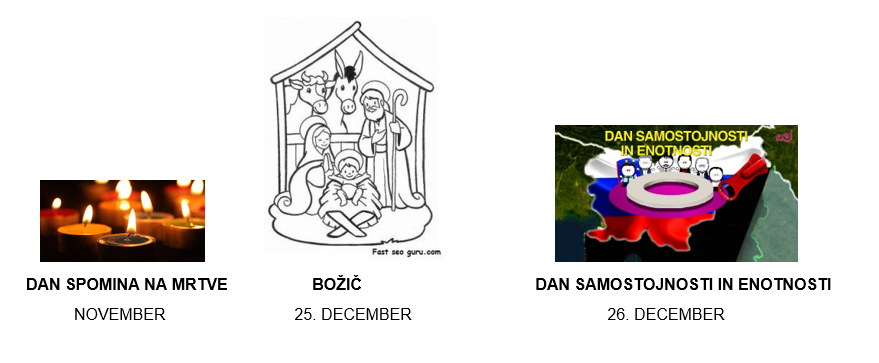 DAN SAMOSTOJNOSTI
IN ENOTNOSTI
Fast seo guru.com
DAN SPOMINA NA MRTVE
BOŽIČ
DAN SAMOSTOJNOSTI IN ENOTNOSTI
NOVEMBER
25. DECEMBER
26. DECEMBER